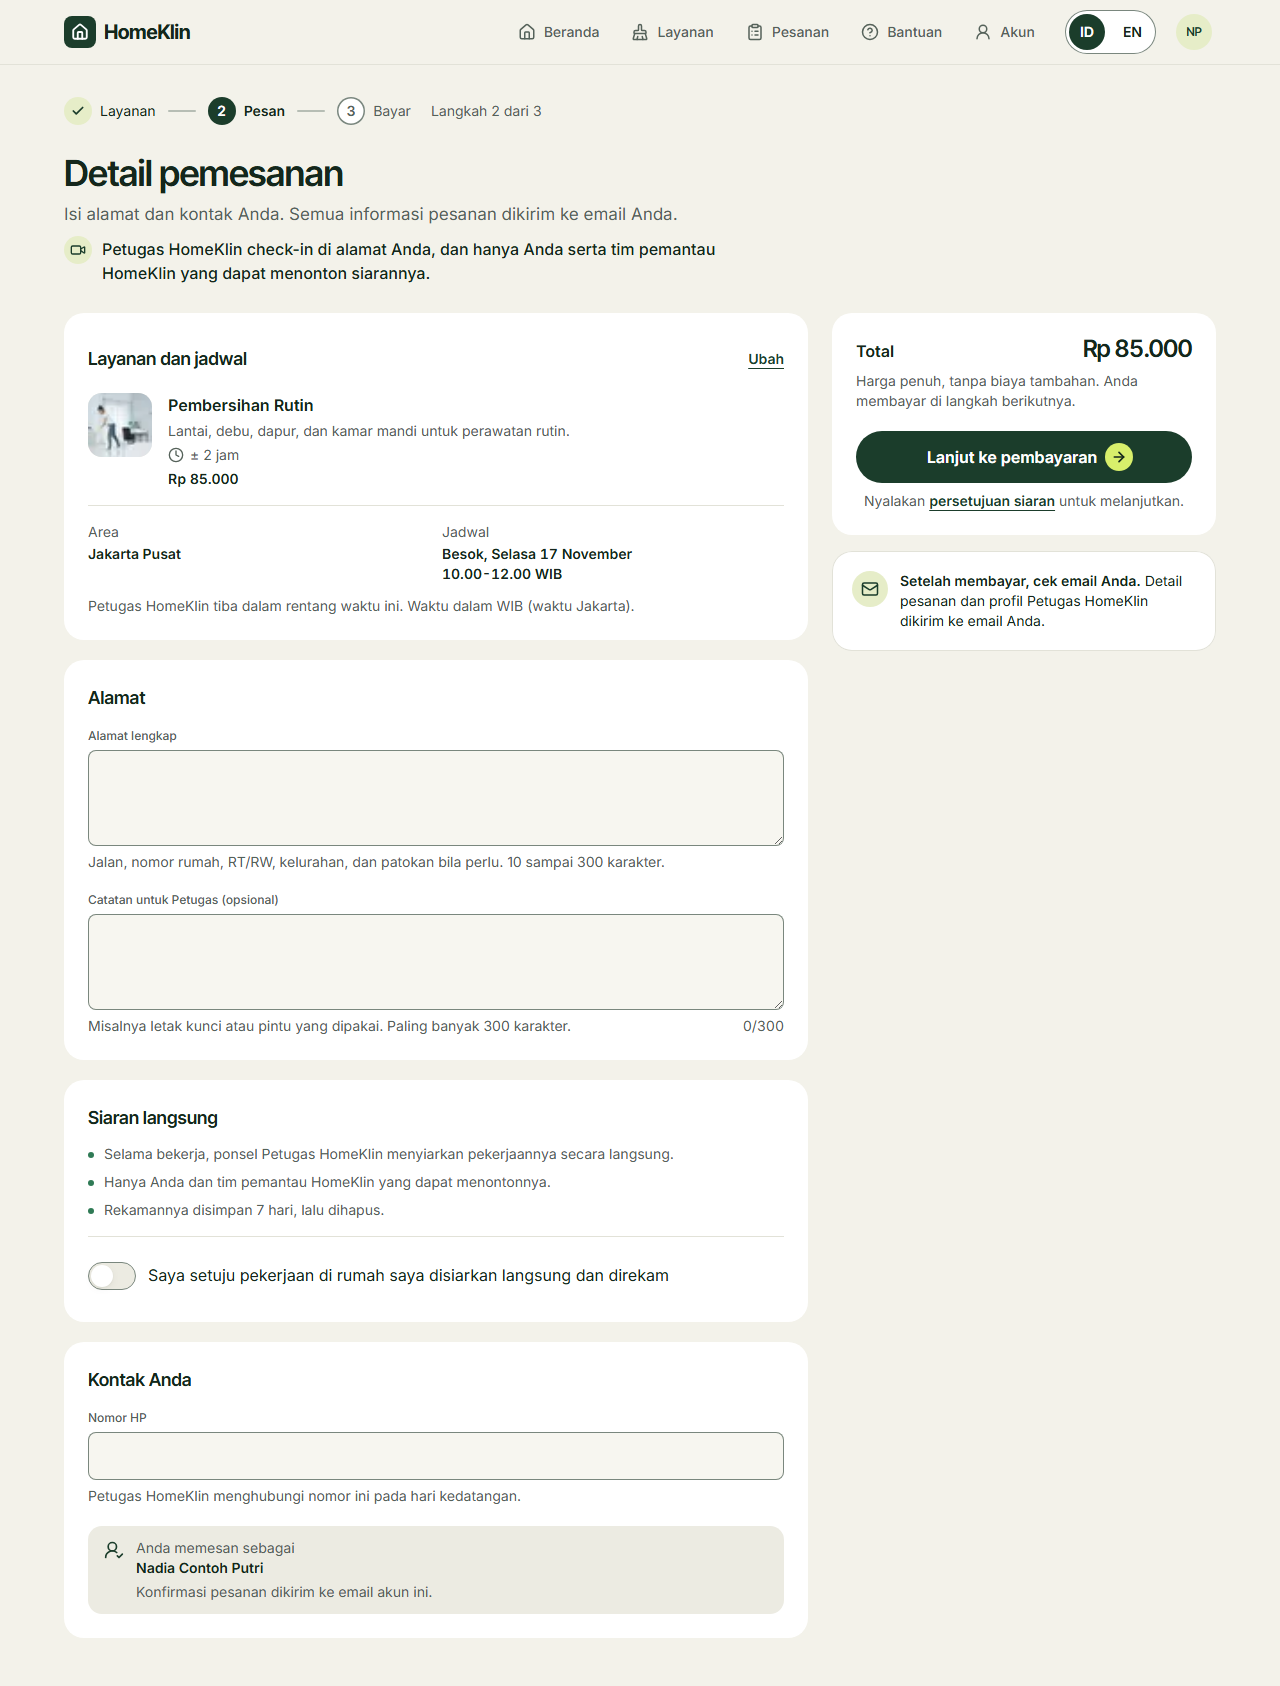 HomeKlin
Beranda
Layanan
Pesanan
Bantuan
Akun
ID
EN
NP
Layanan
2 Pesan
3 Bayar
Langkah 2 dari 3
Detail pemesanan
Isi alamat dan kontak Anda. Semua informasi pesanan dikirim ke email Anda.
Petugas HomeKlin check-in di alamat Anda, dan hanya Anda serta tim pemantau
HomeKlin yang dapat menonton siarannya.
Layanan dan jadwal
Ubah
Pembersihan Rutin
Lantai, debu, dapur, dan kamar mandi untuk perawatan rutin.
± 2 jam
Rp 85.000
Area
Jakarta Pusat
Jadwal
Besok, Selasa 17 November
10.00-12.00 WIB
Petugas HomeKlin tiba dalam rentang waktu ini. Waktu dalam WIB (waktu Jakarta).
Total
Rp 85.000
Harga penuh, tanpa biaya tambahan. Anda
membayar di langkah berikutnya.
Lanjut ke pembayaran
Nyalakan persetujuan siaran untuk melanjutkan.
Setelah membayar, cek email Anda. Detail
pesanan dan profil Petugas HomeKlin
dikirim ke email Anda.
Alamat
Alamat lengkap
Jalan, nomor rumah, RT/RW, kelurahan, dan patokan bila perlu. 10 sampai 300 karakter.
Catatan untuk Petugas (opsional)
Misalnya letak kunci atau pintu yang dipakai. Paling banyak 300 karakter.
0/300
Siaran langsung
Selama bekerja, ponsel Petugas HomeKlin menyiarkan pekerjaannya secara langsung.
Hanya Anda dan tim pemantau HomeKlin yang dapat menontonnya.
Rekamannya disimpan 7 hari, lalu dihapus.
Saya setuju pekerjaan di rumah saya disiarkan langsung dan direkam
Kontak Anda
Nomor HP
Petugas HomeKlin menghubungi nomor ini pada hari kedatangan.
Anda memesan sebagai
Nadia Contoh Putri
Konfirmasi pesanan dikirim ke email akun ini.